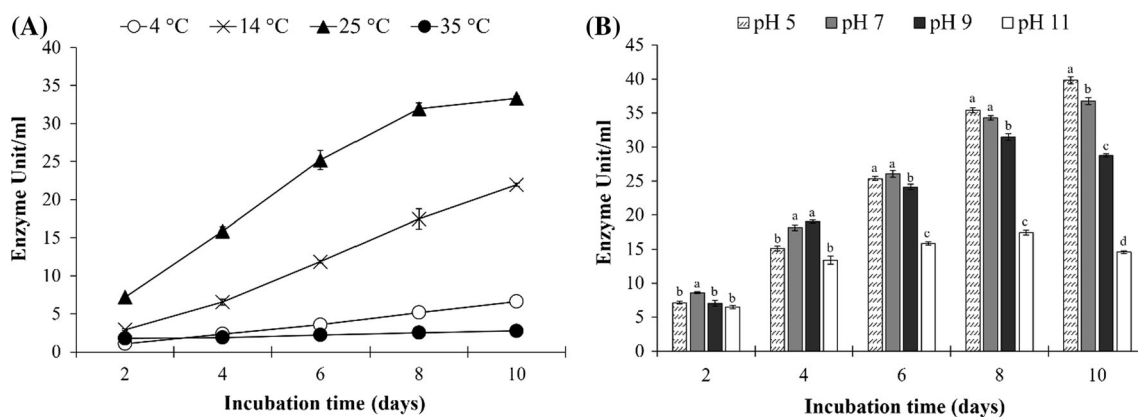 (A)
4 °C 14 °C 25 °C 35 °C
Enzyme Unit/ml
40
35
30
25
20
15
10
5
0
2 4 6 8 10
Incubation time (days)
(B)
pH 5 pH 7 pH 9 pH 11
Enzyme Unit/ml
45
40
35
30
25
20
15
10
5
0
b a b b
b a a b
a a b c
a a b c
a b c d
2 4 6 8 10
Incubation time (days)